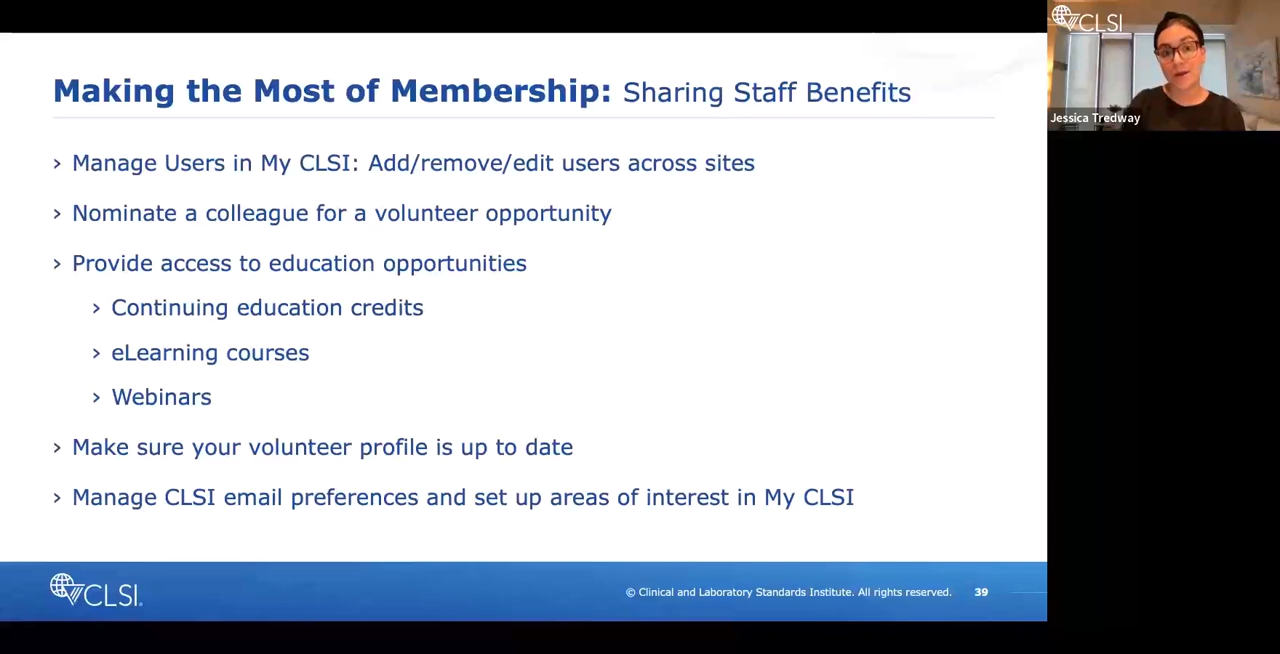 Making the Most of Membership: Sharing Staff Benefits
› Manage Users in My CLSI: Add/remove/edit users across sites
› Nominate a colleague for a volunteer opportunity
› Provide access to education opportunities
› Continuing education credits
› eLearning courses
› Webinars
› Make sure your volunteer profile is up to date
› Manage CLSI email preferences and set up areas of interest in My CLSI
CLSI®
© Clinical and Laboratory Standards Institute. All rights reserved. 39
CLSI
Jessica Tredway